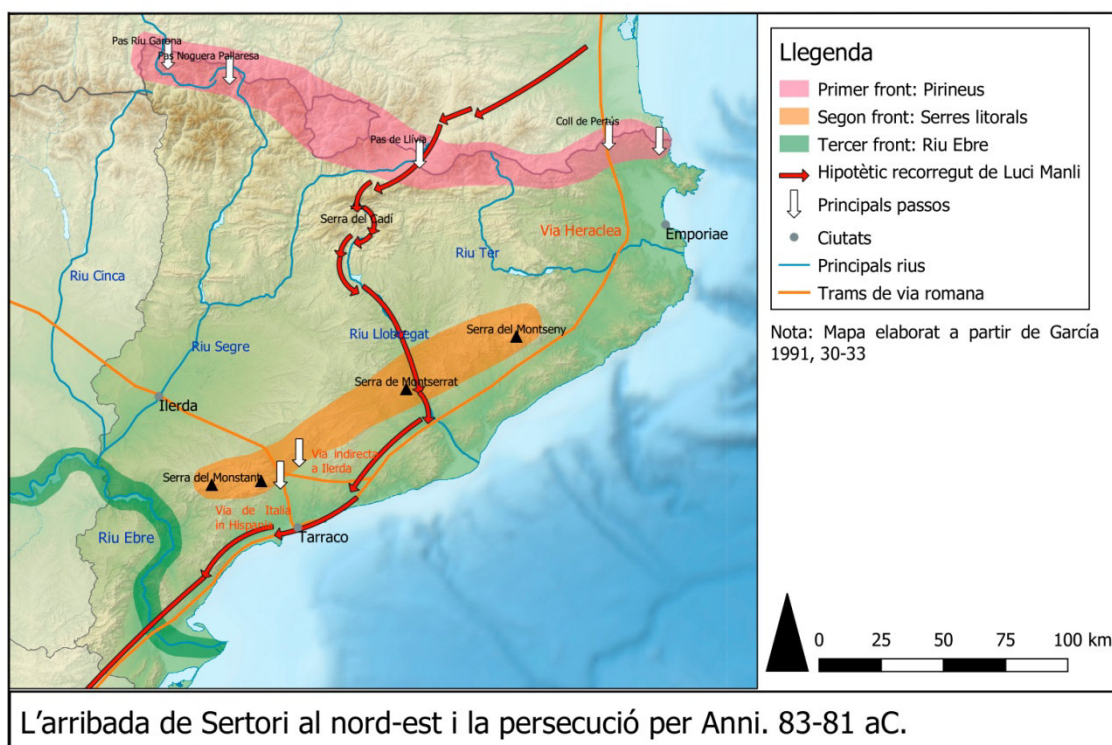 Pas Riu Garona
Pas Noguera Pallaresa
Pas de Llívia
Coll de Pertús
Serra del Cadí
Via Heraclea
Emporiae
Riu Ter
Riu Cinca
Riu Segre
Riu Llobregat
Serra del Montseny
Serra de Montserrat
Ilerda
Via indirecta
a Ilerda
Serra del Monstant
Via de Italia
in Hispania
Riu Ebre
Tarraco
Llegenda
Primer front: Pirineus
Segon front: Serres litorals
Tercer front: Riu Ebre
Hipotètic recorregut de Luci Manli
Principals passos
Ciutats
Principals rius
Trams de via romana
Nota: Mapa elaborat a partir de García
1991, 30-33
0 25 50 75 100 km
L'arribada de Sertori al nord-est i la persecució per Anni. 83-81 aC.